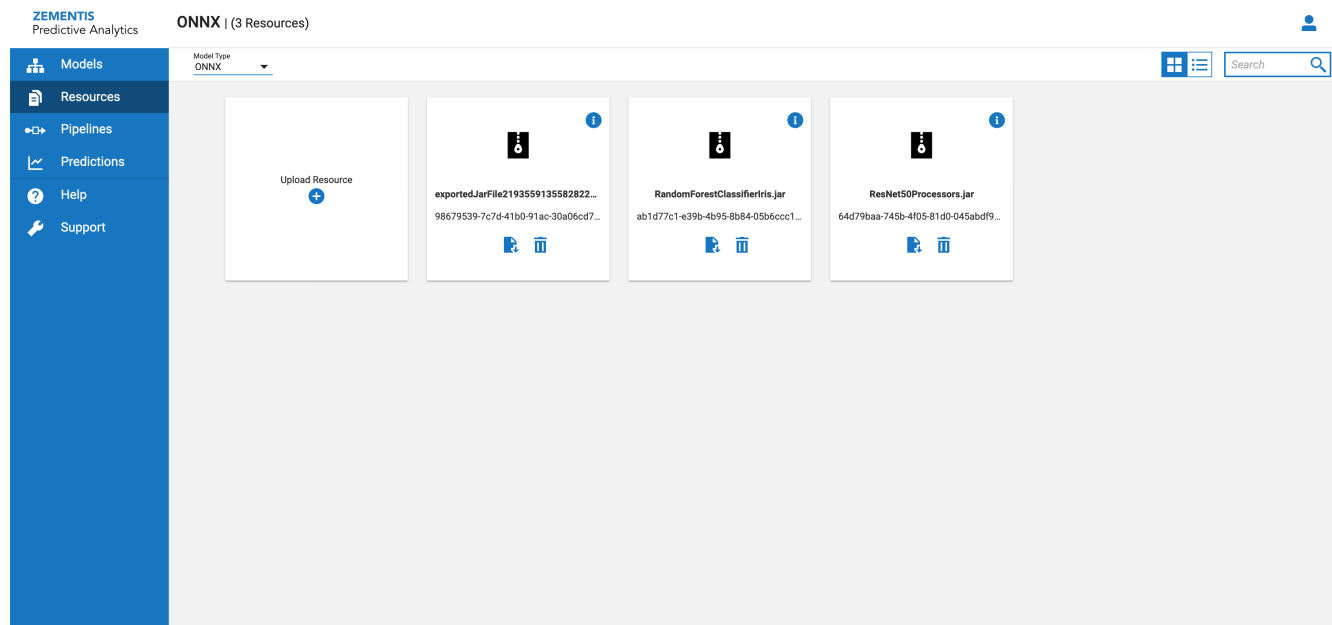 ZEMENTIS
Predictive Analytics
ONNX | (3 Resources)
Models
Resources
Pipelines
Predictions
Help
Support
Model Type
ONNX
Search
Upload Resource
exportedJarFile2193559135582822...
98679539-7c7d-41b0-91ac-30a06cd7...
RandomForestClassifierIris.jar
ab1d77c1-e39b-4b95-8b84-05b6ccc1...
ResNet50Processors.jar
64d79baa-745b-4f05-81d0-045abdf9...